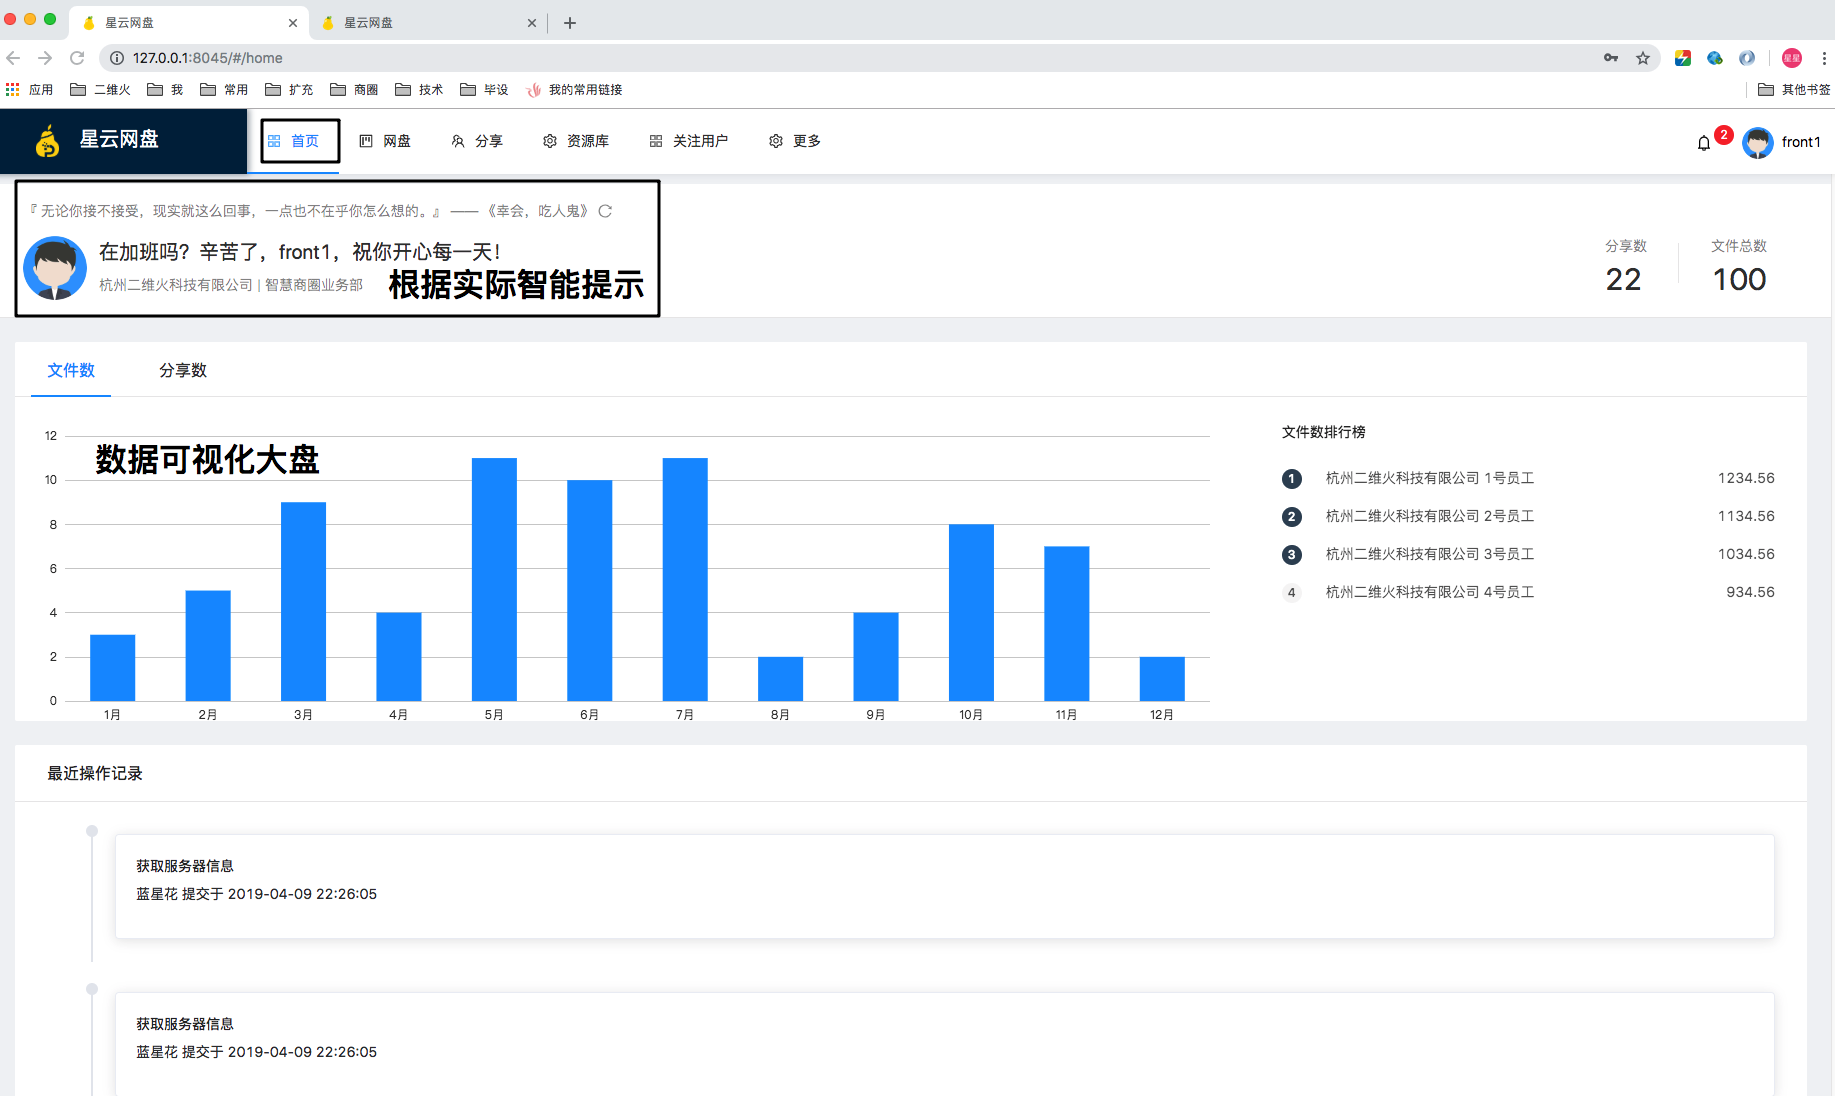 星云网盘
星云网盘
127.0.0.1:8045/#/home
星星
应用 二维火 我 常用 扩充 商圈 技术 毕设 我的常用链接 其他书签
星云网盘 首页 网盘 分享 资源库 关注用户 更多 2 front1
『 无论你接不接受，现实就这么回事，一点也不在乎你怎么想的。』 —— 《幸会，吃人鬼》
在加班吗？辛苦了，front1，祝你开心每一天！
杭州二维火科技有限公司 | 智慧商圈业务部
根据实际智能提示
分享数
22
文件总数
100
文件数 分享数
数据可视化大盘
12
10
8
6
4
2
0
1月 2月 3月 4月 5月 6月 7月 8月 9月 10月 11月 12月
文件数排行榜
1 杭州二维火科技有限公司 1号员工 1234.56
2 杭州二维火科技有限公司 2号员工 1134.56
3 杭州二维火科技有限公司 3号员工 1034.56
4 杭州二维火科技有限公司 4号员工 934.56
最近操作记录
获取服务器信息
蓝星花 提交于 2019-04-09 22:26:05
获取服务器信息
蓝星花 提交于 2019-04-09 22:26:05